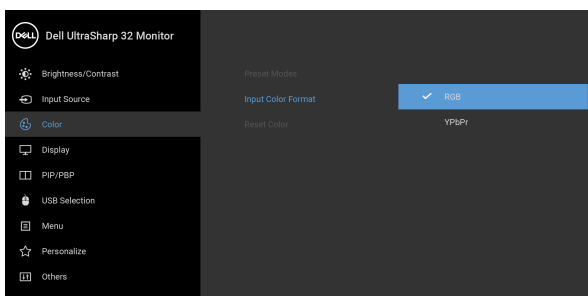 DELL Dell UltraSharp 32 Monitor
Brightness/Contrast
Preset Modes
Input Source
Input Color Format
RGB
Color
Reset Color
YPbPr
Display
PIP/PBP
USB Selection
Menu
Personalize
Others